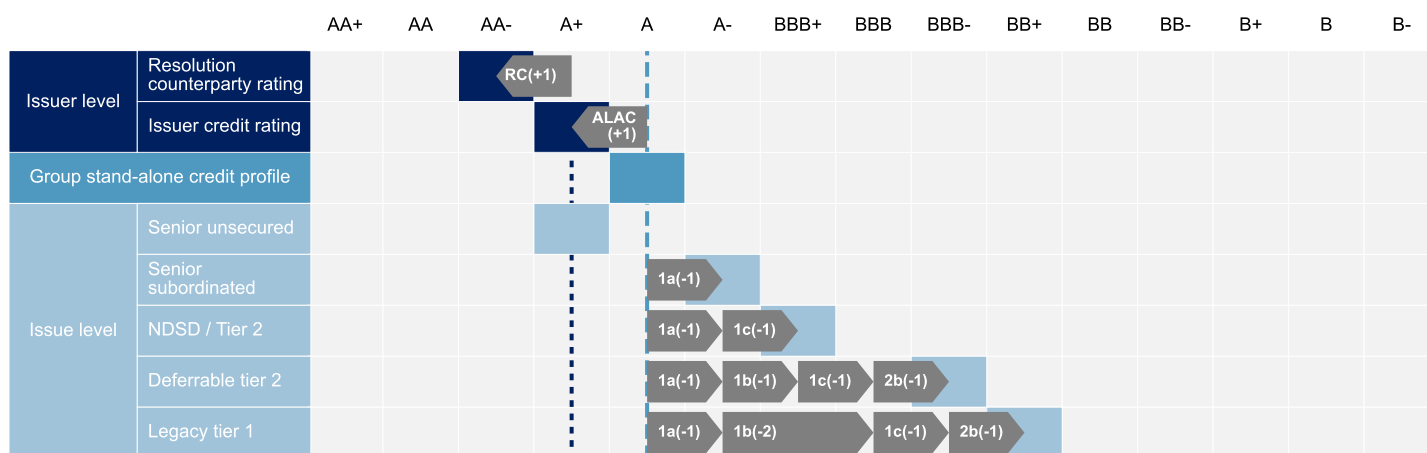 AA+ AA AA- A+ A A- BBB+ BBB BBB- BB+ BB BB- B+ B B-
Issuer level
Resolution
counterparty rating
RC(+1)
Issuer credit rating
ALAC
(+1)
Group stand-alone credit profile
Issue level
Senior unsecured
Senior
subordinated
1a(-1)
NDSD / Tier 2
1a(-1) 1c(-1)
Deferrable tier 2
1a(-1) 1b(-1) 1c(-1) 2b(-1)
Legacy tier 1
1a(-1) 1b(-2) 1c(-1) 2b(-1)